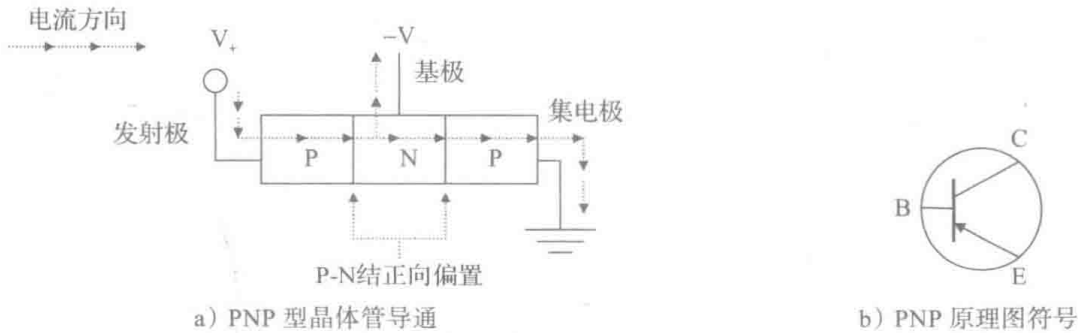 电流方向
V+
-V
基极
集电极
发射极
P
N
P
C
B
E
P-N结正向偏置
a）PNP 型晶体管导通
b）PNP 原理图符号